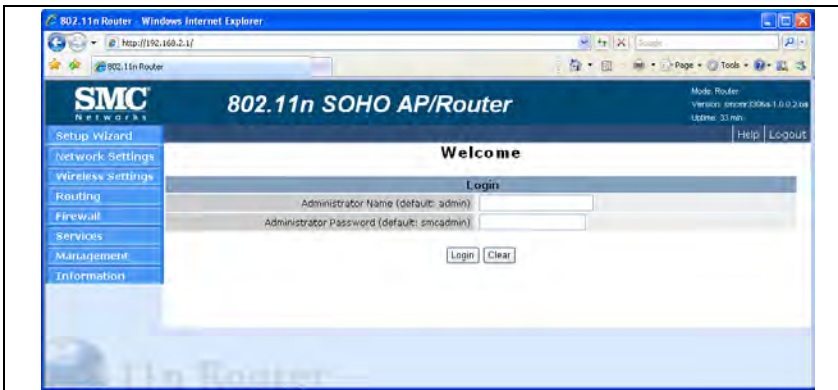 802.11n Router - Windows Internet Explorer
http://192.168.2.1/
Google
802.11n Router
Page Tools
SMC
Networks
802.11n SOHO AP/Router
Mode: Router
Uptime: 33 min
Help | Logout
Setup Wizard
Network Settings
Wireless Settings
Routing
Firewall
Services
Management
Information
Welcome
Login
Administrator Name (default: admin)
Administrator Password (default: smcadmin)
Login Clear
11n Router